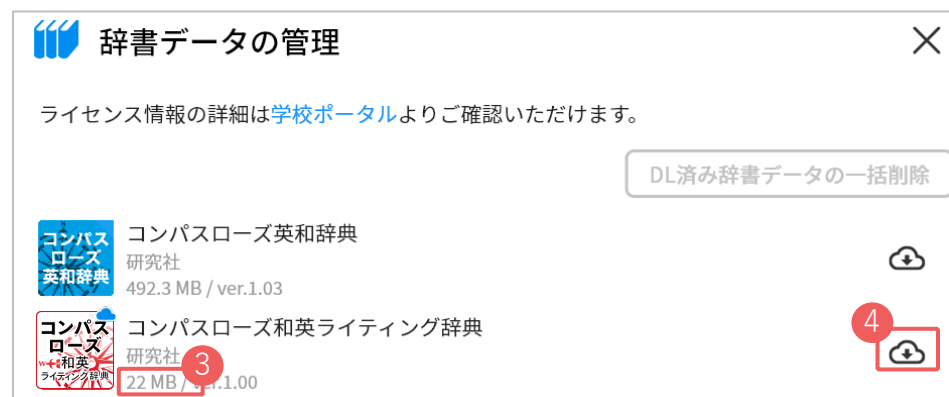 辞書データの管理
ライセンス情報の詳細は学校ポータルよりご確認いただけます。
DL済み辞書データの一括削除
コンパス
ローズ
英和辞典
コンパスローズ英和辞典
研究社
492.3 MB / ver.1.03
コンパス
ローズ
和英
ライティング辞典
コンパスローズ和英ライティング辞典
研究社
3
22 MB / ver.1.00
4